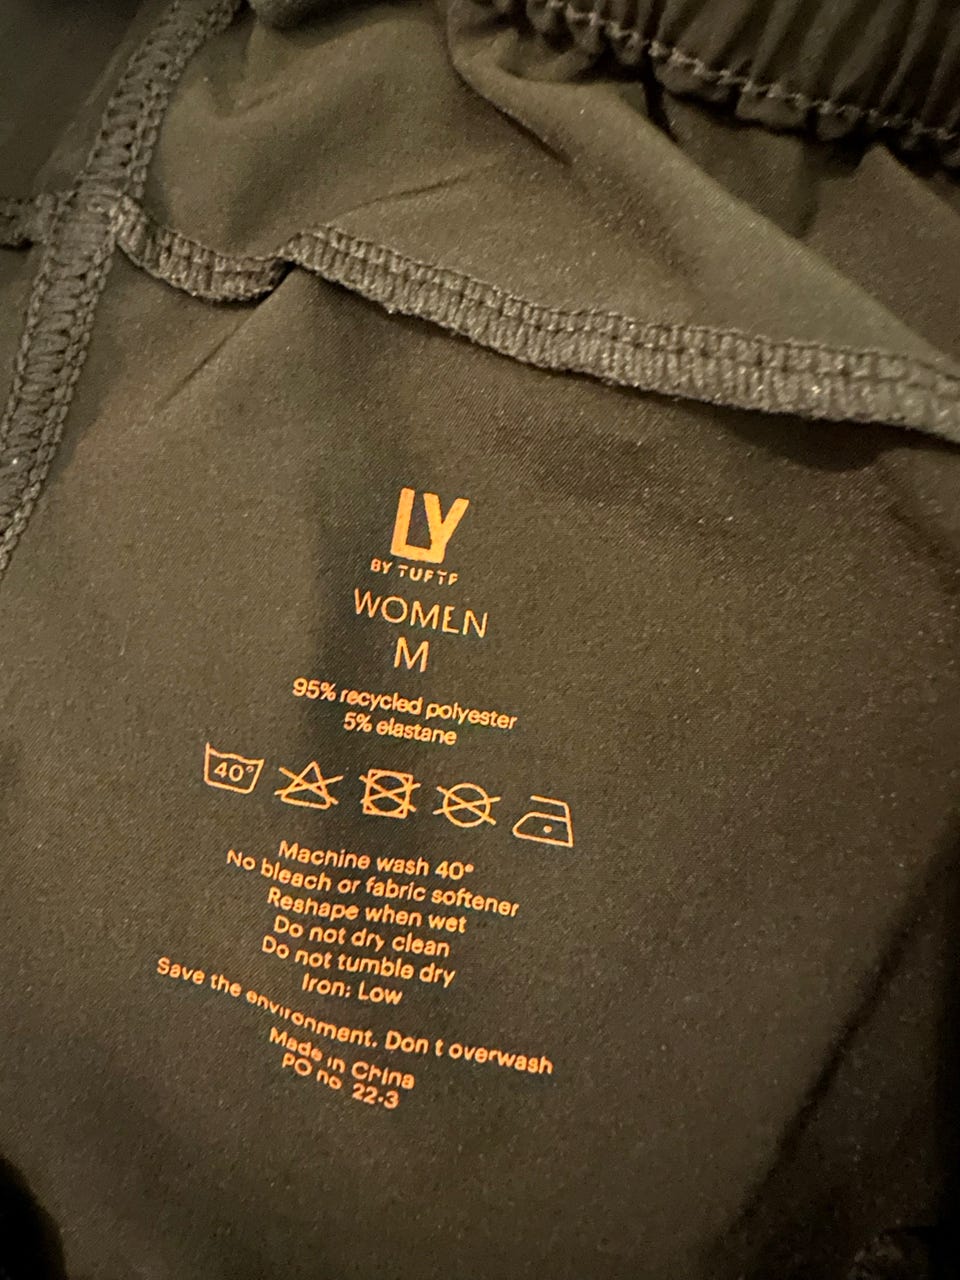 LY
BY TUFTE
WOMEN
M
95% recycled polyester
5% elastane
40°
Machine wash 40°
No bleach or fabric softener
Reshape when wet
Do not dry clean
Do not tumble dry
Iron: Low
Save the environment. Don t overwash
Made in China
PO no 22-3